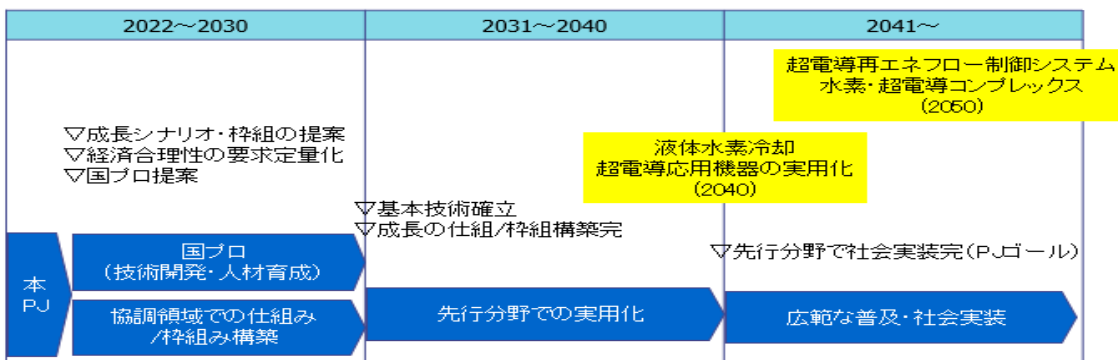 2022～2030
2031～2040
2041～
超電導再エネフロー制御システム
水素・超電導コンプレックス
(2050)
▽成長シナリオ・枠組の提案
▽経済合理性の要求定量化
▽国プロ提案
液体水素冷却
超電導応用機器の実用化
(2040)
▽基本技術確立
▽成長の仕組/枠組構築完
▽先行分野で社会実装完(PJゴール)
本
PJ
国プロ
(技術開発・人材育成)
協調領域での仕組み
/枠組み構築
先行分野での実用化
広範な普及・社会実装